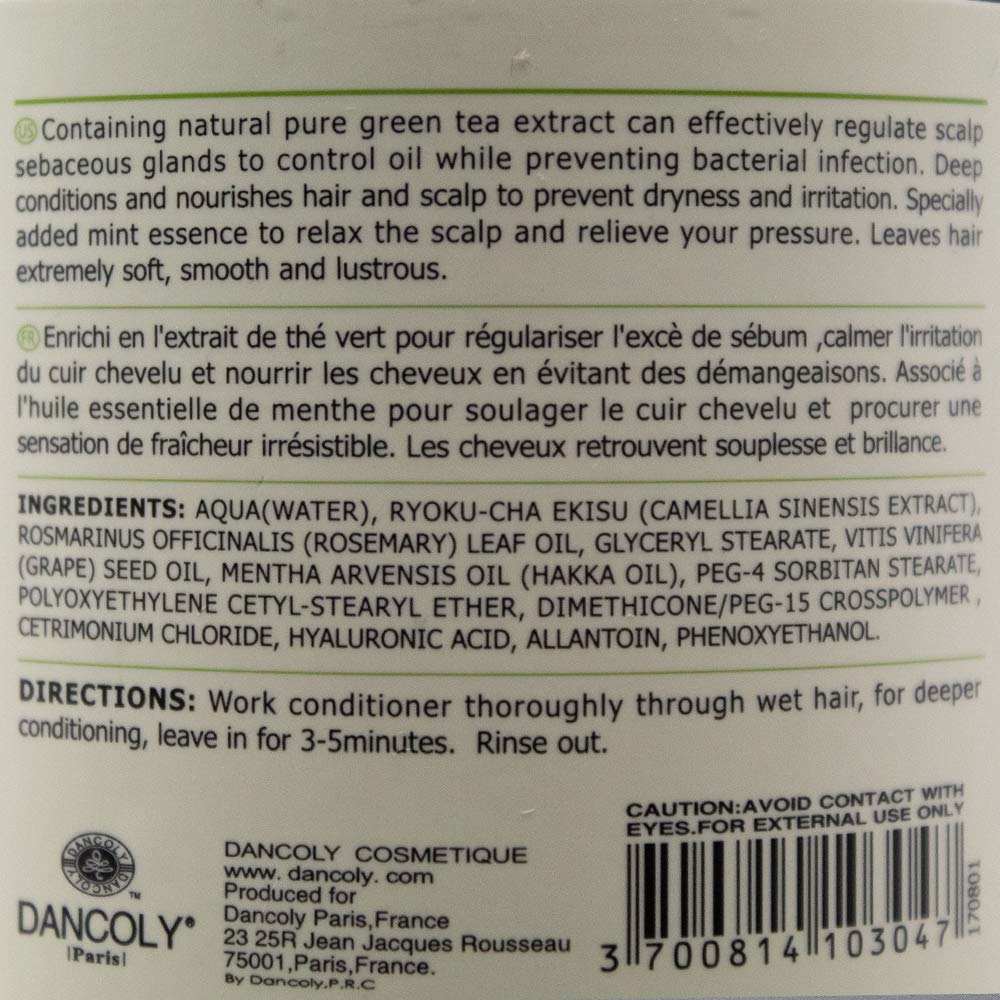 US Containing natural pure green tea extract can effectively regulate scalp
sebaceous glands to control oil while preventing bacterial infection. Deep
conditions and nourishes hair and scalp to prevent dryness and irritation. Specially
added mint essence to relax the scalp and relieve your pressure. Leaves hair
extremely soft, smooth and lustrous.
FR Enrichi en l'extrait de thé vert pour régulariser l'excè de sébum ,calmer l'irritation
du cuir chevelu et nourrir les cheveux en évitant des démangeaisons. Associé à
l'huile essentielle de menthe pour soulager le cuir chevelu et procurer une
sensation de fraîcheur irrésistible. Les cheveux retrouvent souplesse et brillance.
INGREDIENTS: AQUA(WATER), RYOKU-CHA EKISU (CAMELLIA SINENSIS EXTRACT),
ROSMARINUS OFFICINALIS (ROSEMARY) LEAF OIL, GLYCERYL STEARATE, VITIS VINIFERA
(GRAPE) SEED OIL, MENTHA ARVENSIS OIL (HAKKA OIL), PEG-4 SORBITAN STEARATE,
POLYOXYETHYLENE CETYL-STEARYL ETHER, DIMETHICONE/PEG-15 CROSSPOLYMER ,
CETRIMONIUM CHLORIDE, HYALURONIC ACID, ALLANTOIN, PHENOXYETHANOL.
DIRECTIONS: Work conditioner thoroughly through wet hair, for deeper
conditioning, leave in for 3-5minutes. Rinse out.
CAUTION:AVOID CONTACT WITH
EYES.FOR EXTERNAL USE ONLY
DANCOLY
DANCOLY
TM
DANCOLY®
|Paris|
DANCOLY COSMETIQUE
www. dancoly. com
Produced for
Dancoly Paris,France
23 25R Jean Jacques Rousseau
75001,Paris,France.
By Dancoly.P.R.C
3 700814 103047
170801